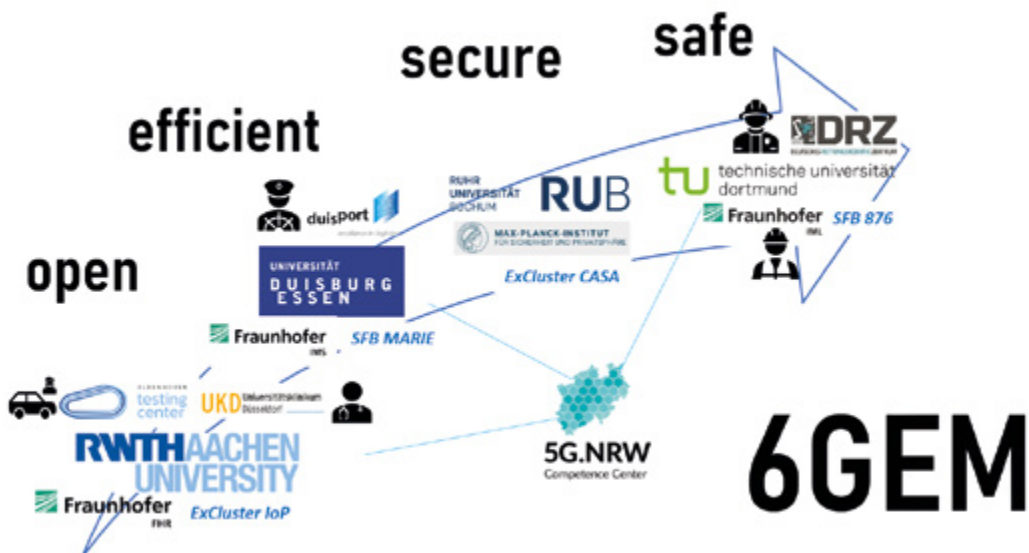 safe
secure
efficient
open
DRZ
technische universität
dortmund
tu
Fraunhofer
IML
SFB 876
RUHR
UNIVERSITÄT
BOCHUM
RUB
MAX-PLANCK-INSTITUT
FÜR SICHERHEIT UND PRIVATSPHÄRE
ExCluster CASA
duisport
UNIVERSITÄT
DUISBURG
ESSEN
Fraunhofer
IMS
SFB MARIE
testing
center
UKD Universitätsklinikum
Düsseldorf
RWTH AACHEN
UNIVERSITY
Fraunhofer
FHR
ExCluster IoP
5G.NRW
Competence Center
6GEM